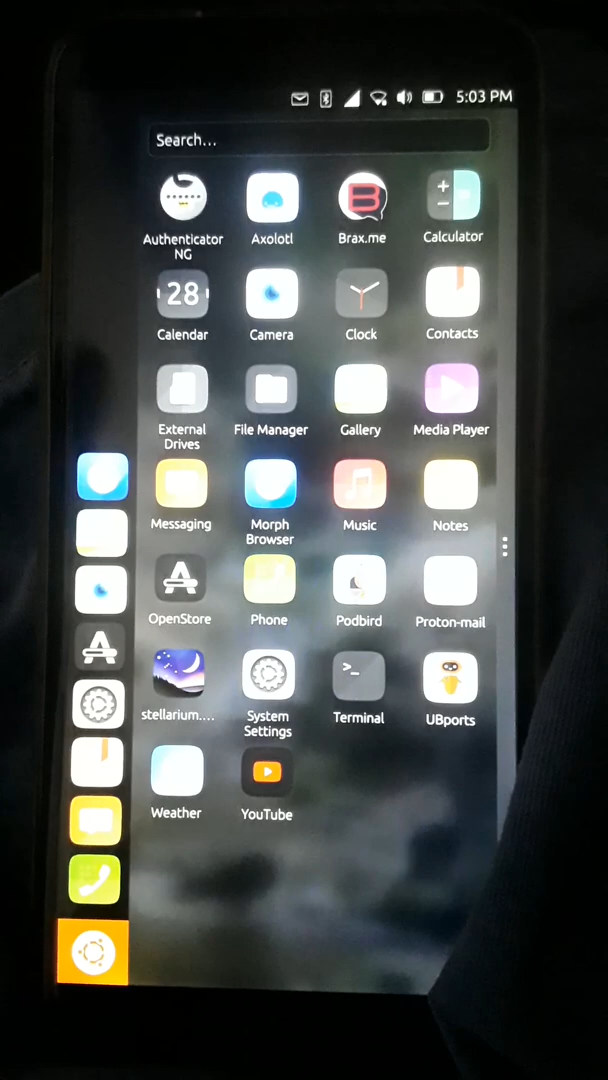 5:03 PM
Search...
Authenticator NG
Axolotl
Brax.me
Calculator
28
Calendar
Camera
Clock
Contacts
External Drives
File Manager
Gallery
Media Player
Messaging
Morph Browser
Music
Notes
OpenStore
Phone
Podbird
Proton-mail
stellarium....
System Settings
>_
Terminal
UBports
Weather
YouTube